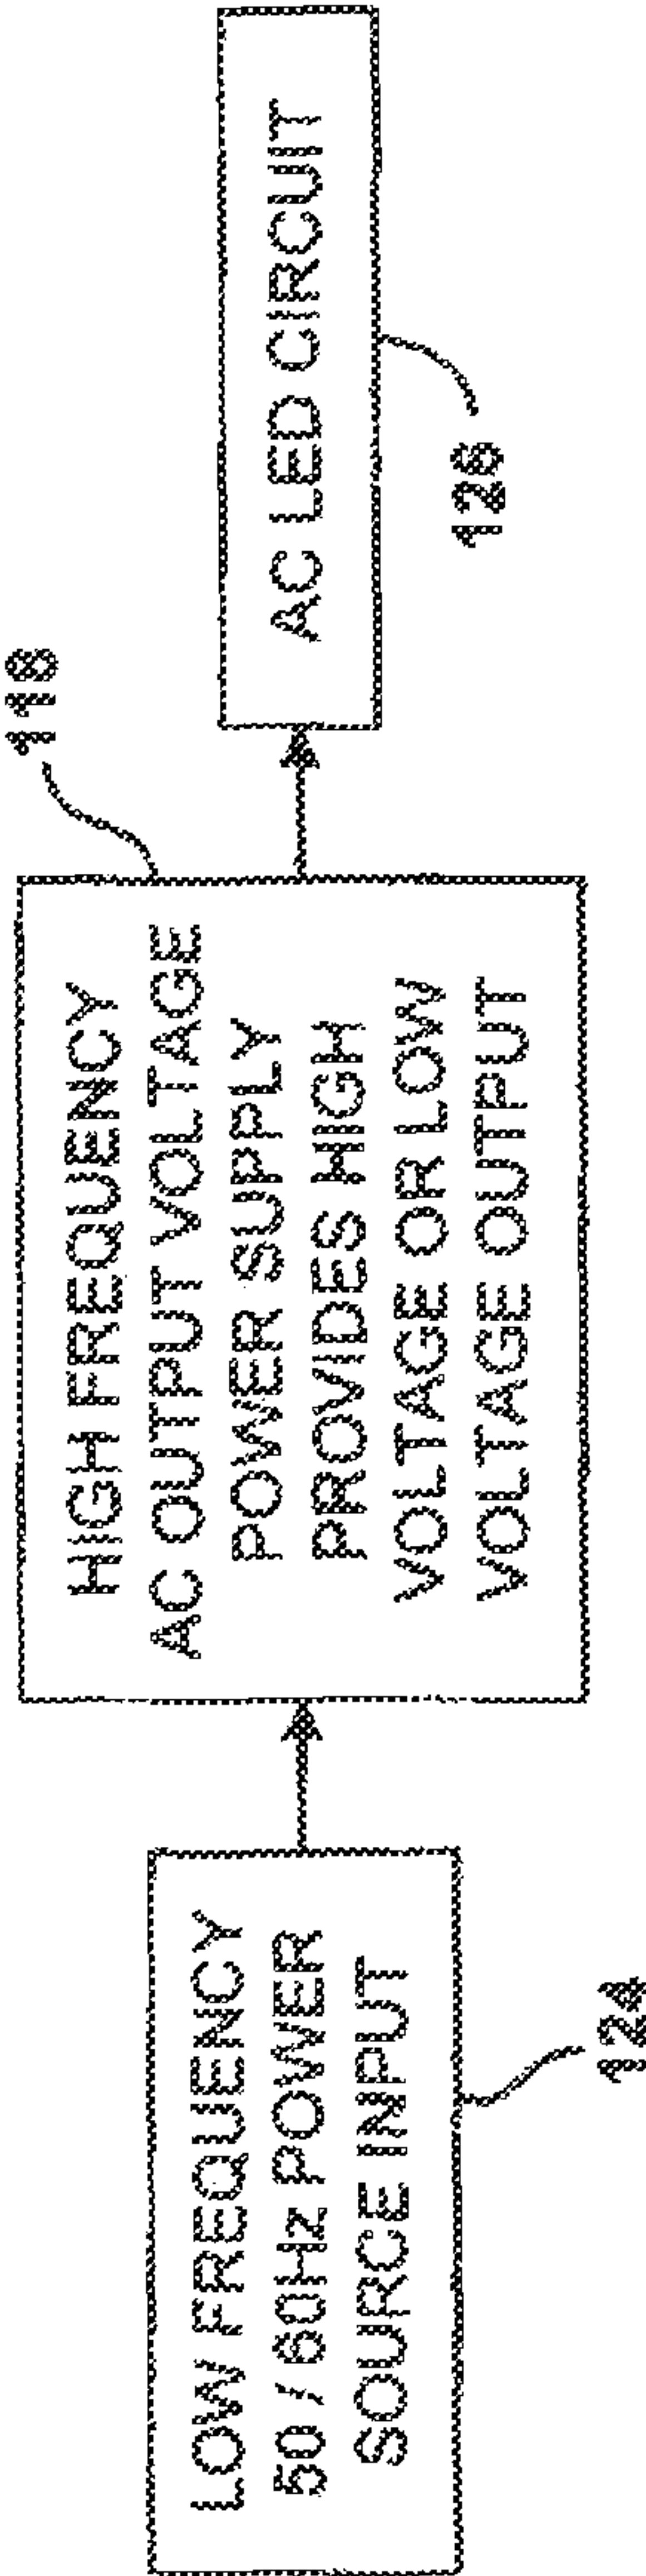 LOW FREQUENCY
50 / 60Hz POWER
SOURCE INPUT
124
118
HIGH FREQUENCY
AC OUTPUT VOLTAGE
POWER SUPPLY
PROVIDES HIGH
VOLTAGE OR LOW
VOLTAGE OUTPUT
AC LED CIRCUIT
126